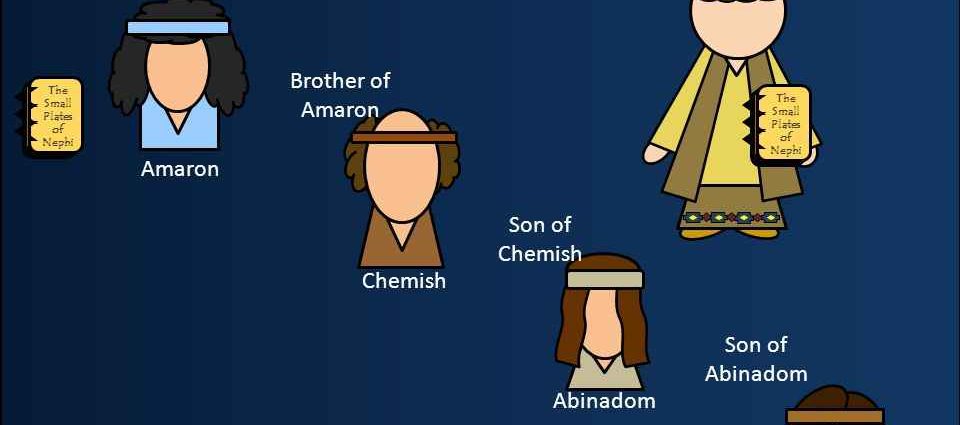 The
Small
Plates
of
Nephi
Amaron
Brother of
Amaron
Chemish
The
Small
Plates
of
Nephi
Son of
Chemish
Abinadom
Son of
Abinadom